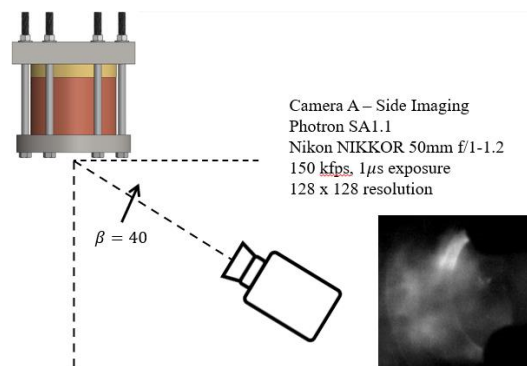 Camera A – Side Imaging
Photron SA1.1
Nikon NIKKOR 50mm f/1-1.2
150 kfps, 1μs exposure
128 x 128 resolution
β = 40